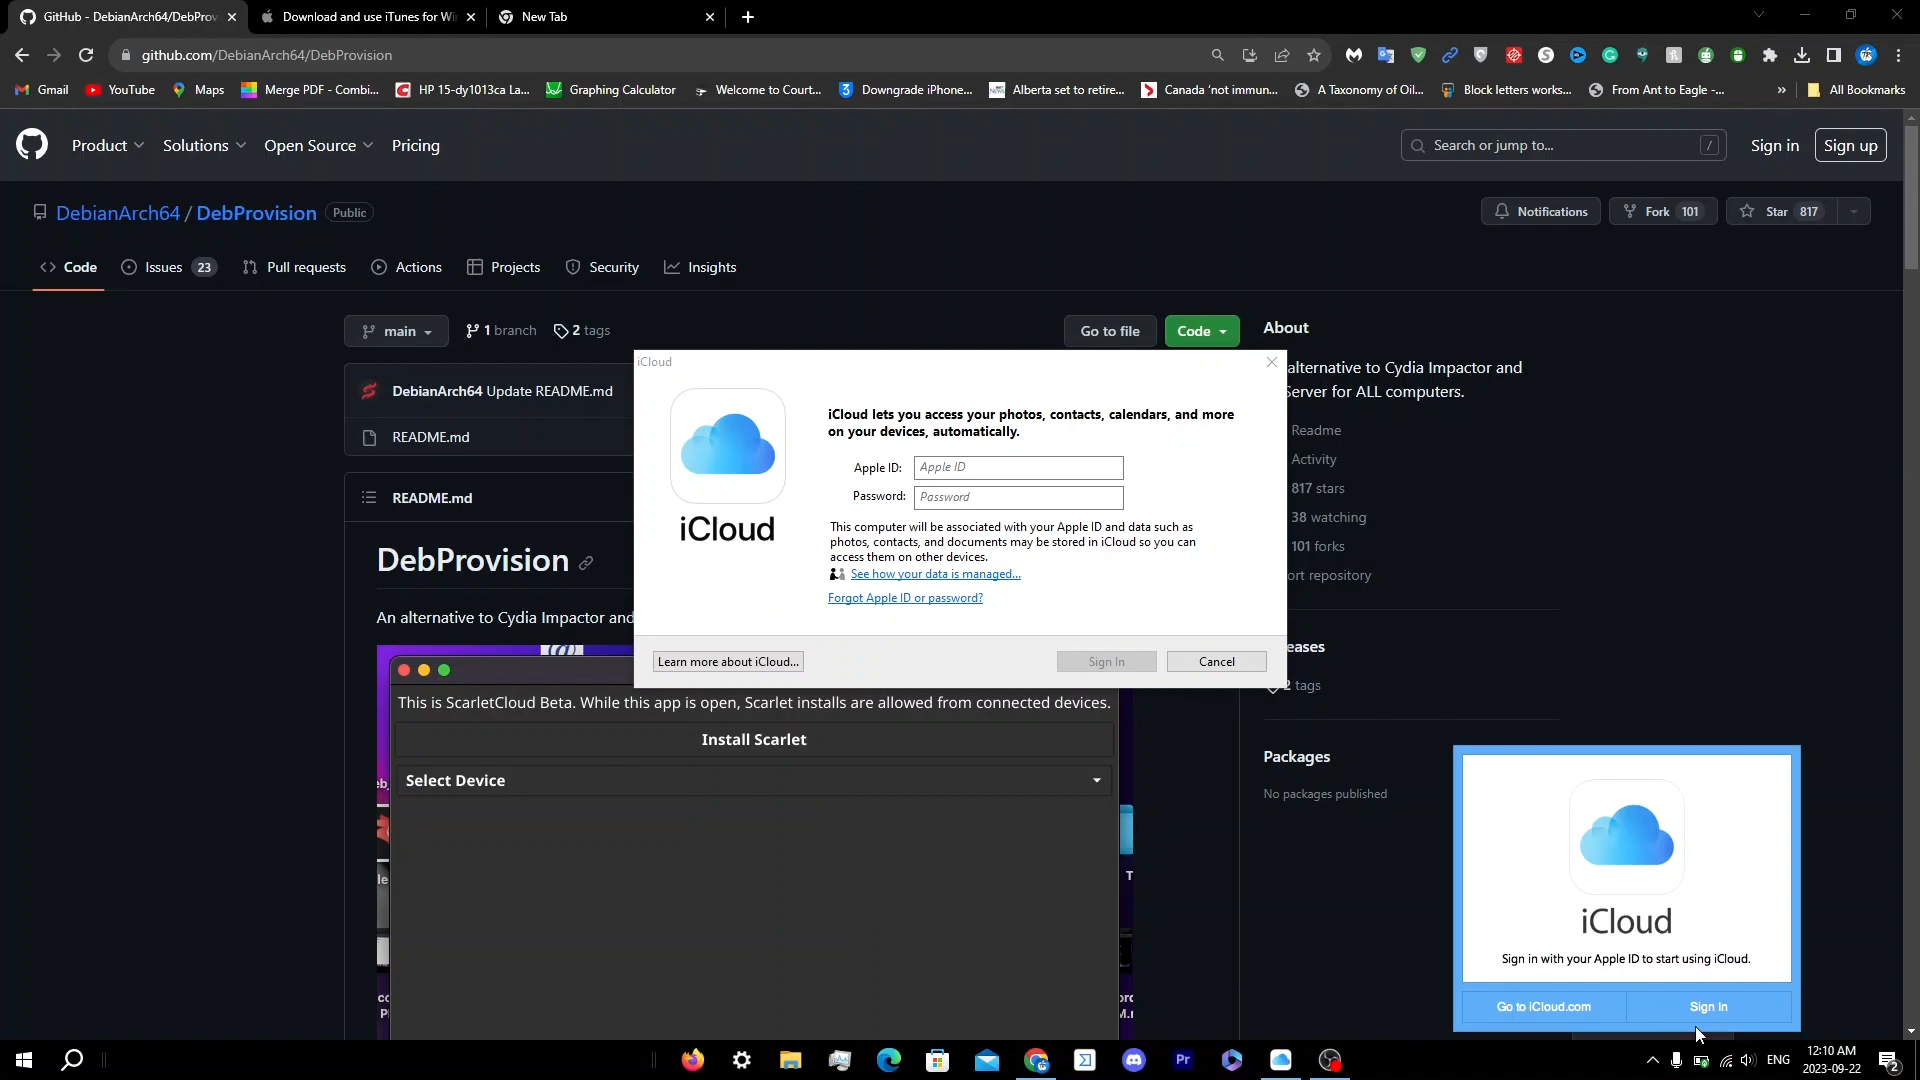 GitHub - DebianArch64/DebProv
Download and use iTunes for Wi
New Tab
github.com/DebianArch64/DebProvision
Gmail
YouTube
Maps
Merge PDF - Combi...
HP 15-dy1013ca La...
Graphing Calculator
Welcome to Court...
Downgrade iPhone...
Alberta set to retire...
Canada 'not immun...
A Taxonomy of Oil...
Block letters works...
From Ant to Eagle -...
» All Bookmarks
Product
Solutions
Open Source
Pricing
Search or jump to...
/
Sign in
Sign up
DebianArch64 / DebProvision Public
Notifications
Fork 101
Star 817
Code
Issues 23
Pull requests
Actions
Projects
Security
Insights
main
1 branch
2 tags
Go to file
Code
DebianArch64 Update README.md
README.md
README.md
DebProvision
An alternative to Cydia Impactor and
This is ScarletCloud Beta. While this app is open, Scarlet installs are allowed from connected devices.
Install Scarlet
Select Device
iCloud
iCloud
iCloud lets you access your photos, contacts, calendars, and more
on your devices, automatically.
Apple ID: Apple ID
Password: Password
This computer will be associated with your Apple ID and data such as
photos, contacts, and documents may be stored in iCloud so you can
access them on other devices.
See how your data is managed...
Forgot Apple ID or password?
Learn more about iCloud...
Sign In
Cancel
About
alternative to Cydia Impactor and
Server for ALL computers.
Readme
Activity
817 stars
38 watching
101 forks
ort repository
eases
2 tags
Packages
No packages published
iCloud
Sign in with your Apple ID to start using iCloud.
Go to iCloud.com
Sign In
Pr
ENG
12:10 AM
2023-09-22
2